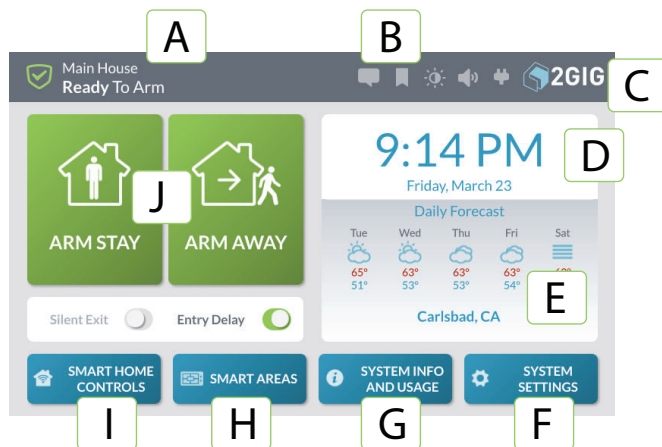 A
B
Main House
Ready To Arm
2GIG
C
9:14 PM
D
Friday, March 23
J
Daily Forecast
Tue Wed Thu Fri Sat
ARM STAY
ARM AWAY
65° 63° 63° 63°
51° 53° 53° 54°
E
Silent Exit
Entry Delay
Carlsbad, CA
SMART HOME
CONTROLS
SMART AREAS
SYSTEM INFO
AND USAGE
SYSTEM
SETTINGS
I
H
G
F